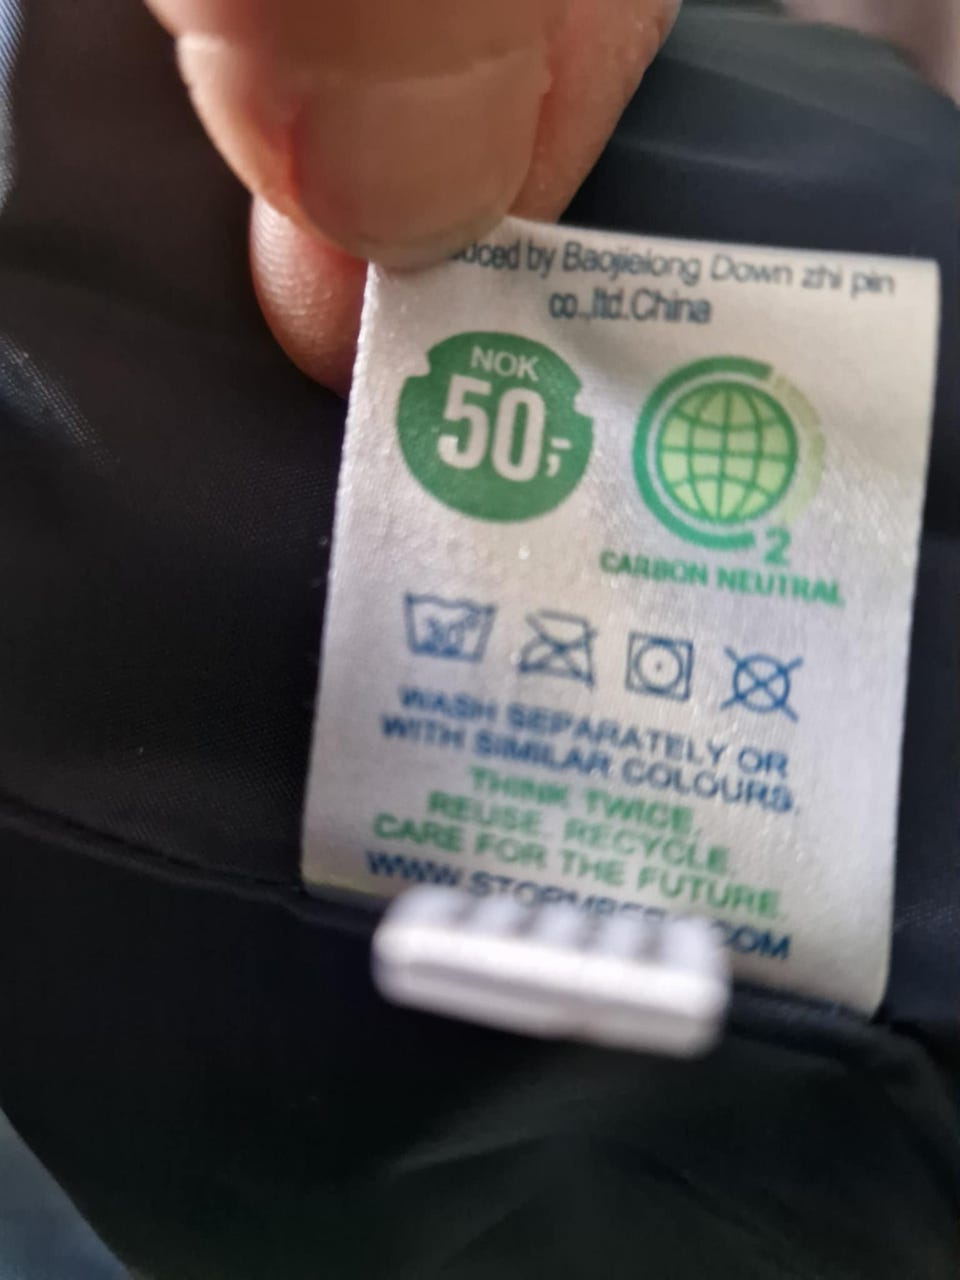 by Baojielong Down zhi pin
co.,ltd.China
NOK
50,-
2
CARBON NEUTRAL
30°
WASH SEPARATELY OR
WITH SIMILAR COLOURS.
THINK TWICE.
REUSE. RECYCLE.
CARE FOR THE FUTURE.